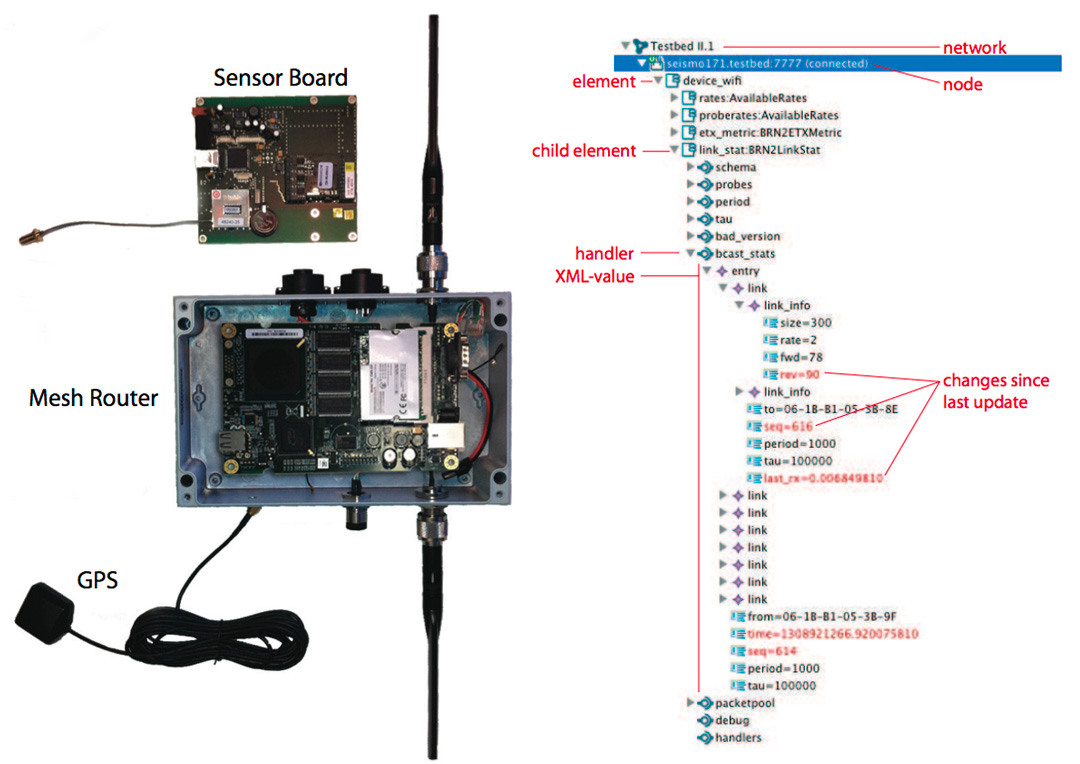 Sensor Board
Mesh Router
GPS
Testbed II.1
network
seismo171.testbed:7777 (connected)
node
element
device_wifi
rates:AvailableRates
proberates:AvailableRates
etx_metric:BRN2ETXMetric
child element
link_stat:BRN2LinkStat
schema
probes
period
tau
bad_version
handler
bcast_stats
XML-value
entry
link
link_info
size=300
rate=2
fwd=78
rev=90
changes since
last update
link_info
to=06-1B-B1-05-3B-8E
seq=616
period=1000
tau=100000
last_rx=0.006849810
link
link
link
link
link
link
link
from=06-1B-B1-05-3B-9F
time=1308921266.920075810
seq=614
period=1000
tau=100000
packetpool
debug
handlers